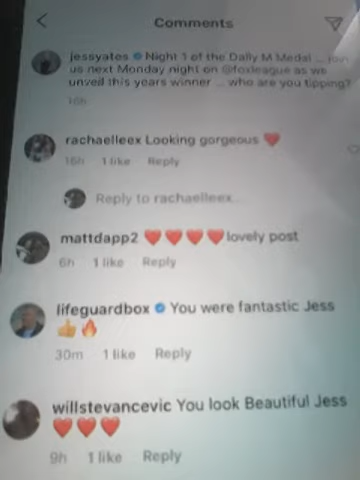 Comments
jessyates Night 1 of the Dally M Medal ... join
us next Monday night on @foxleague as we
unveil this years winner ... who are you tipping?
16h
rachaelleex Looking gorgeous ❤️
16h 1 like Reply
Reply to rachaelleex...
mattdapp2 ❤️❤️❤️❤️lovely post
6h 1 like Reply
lifeguardbox You were fantastic Jess
👍🔥
30m 1 like Reply
willstevancevic You look Beautiful Jess
❤️❤️❤️
9h 1 like Reply